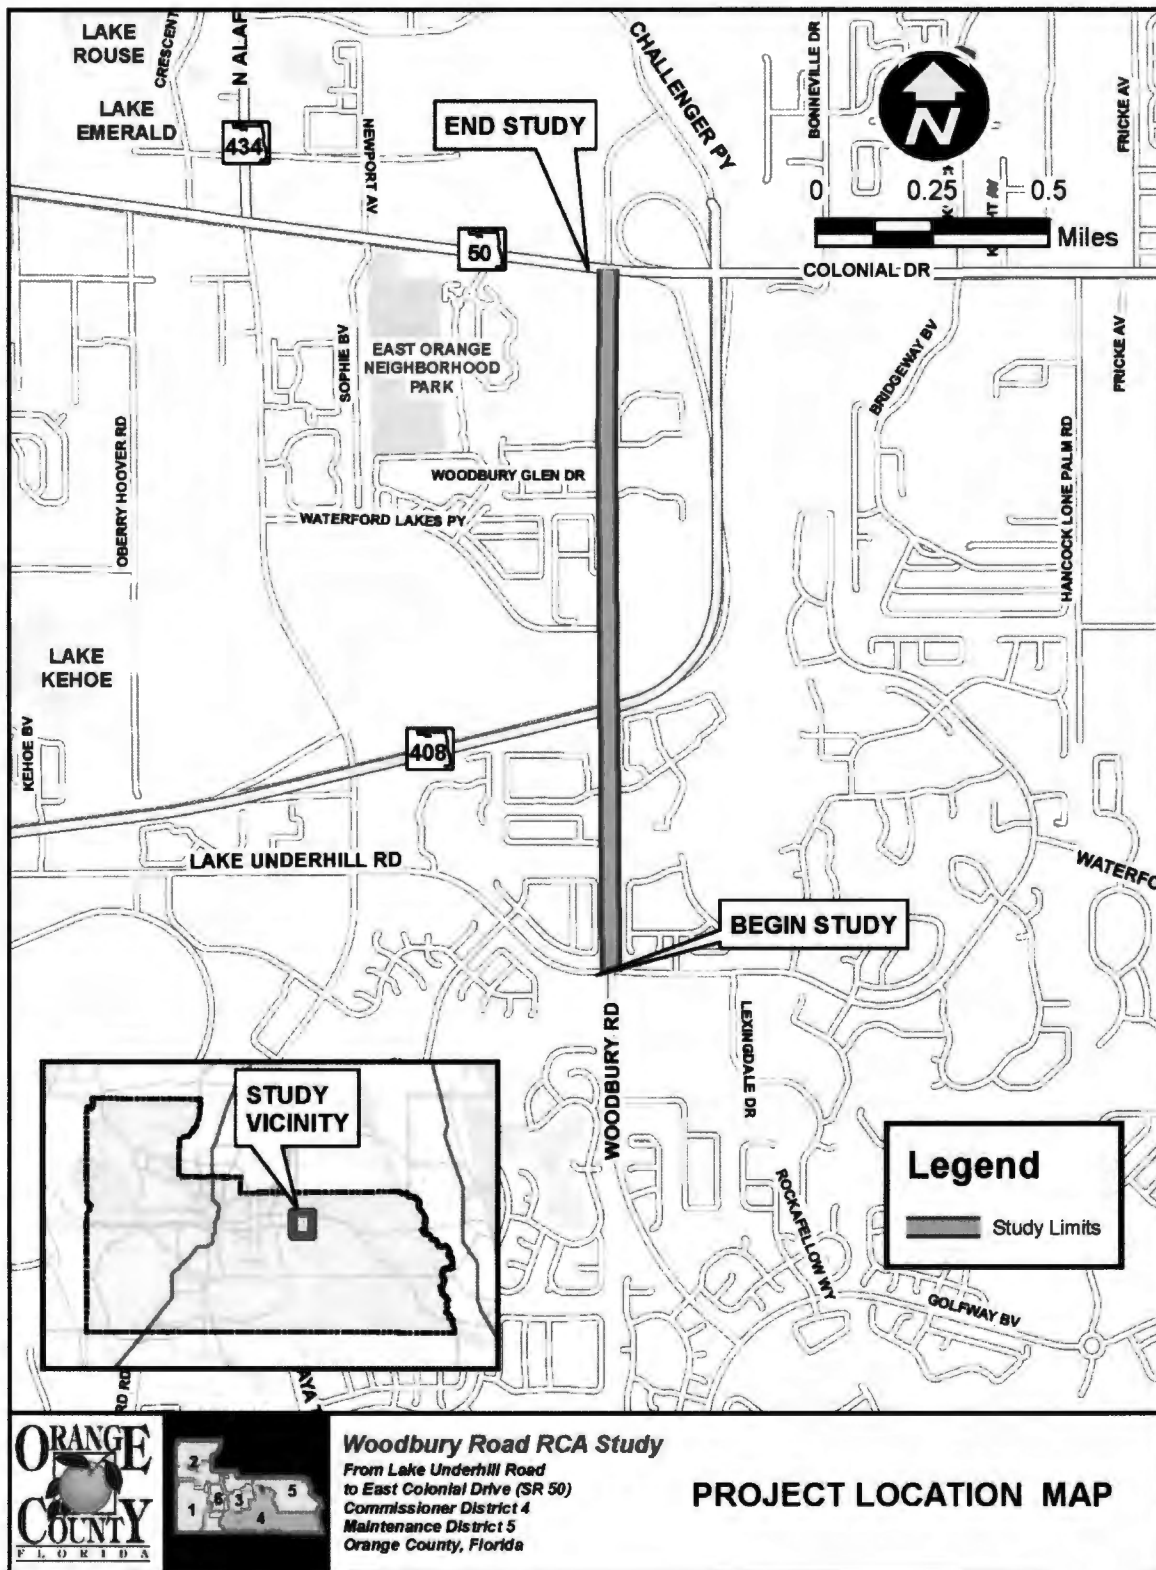 LAKE
ROUSE
CRESCENT
N ALAF
LAKE
EMERALD
434
NEWPORT AV
END STUDY
CHALLENGER PY
BONNEVILLE DR
N
FRICKE AV
0 0.25 0.5
Miles
50
COLONIAL DR
EAST ORANGE
NEIGHBORHOOD
PARK
SOPHIE BV
BRIDGEWAY BV
FRICKE AV
OBERRY HOOVER RD
WOODBURY GLEN DR
WATERFORD LAKES PY
HANCOCK LONE PALM RD
LAKE
KEHOE
KEHOE BV
408
LAKE UNDERHILL RD
WATERFO
BEGIN STUDY
WOODBURY RD
LEXINGDALE DR
STUDY
VICINITY
ROCKAFELLOW WY
GOLFWAY BV
Legend
Study Limits
RD RD
AYA
ORANGE
COUNTY
FLORIDA
2
1
6
3
5
4
Woodbury Road RCA Study
From Lake Underhill Road
to East Colonial Drive (SR 50)
Commissioner District 4
Maintenance District 5
Orange County, Florida
PROJECT LOCATION MAP